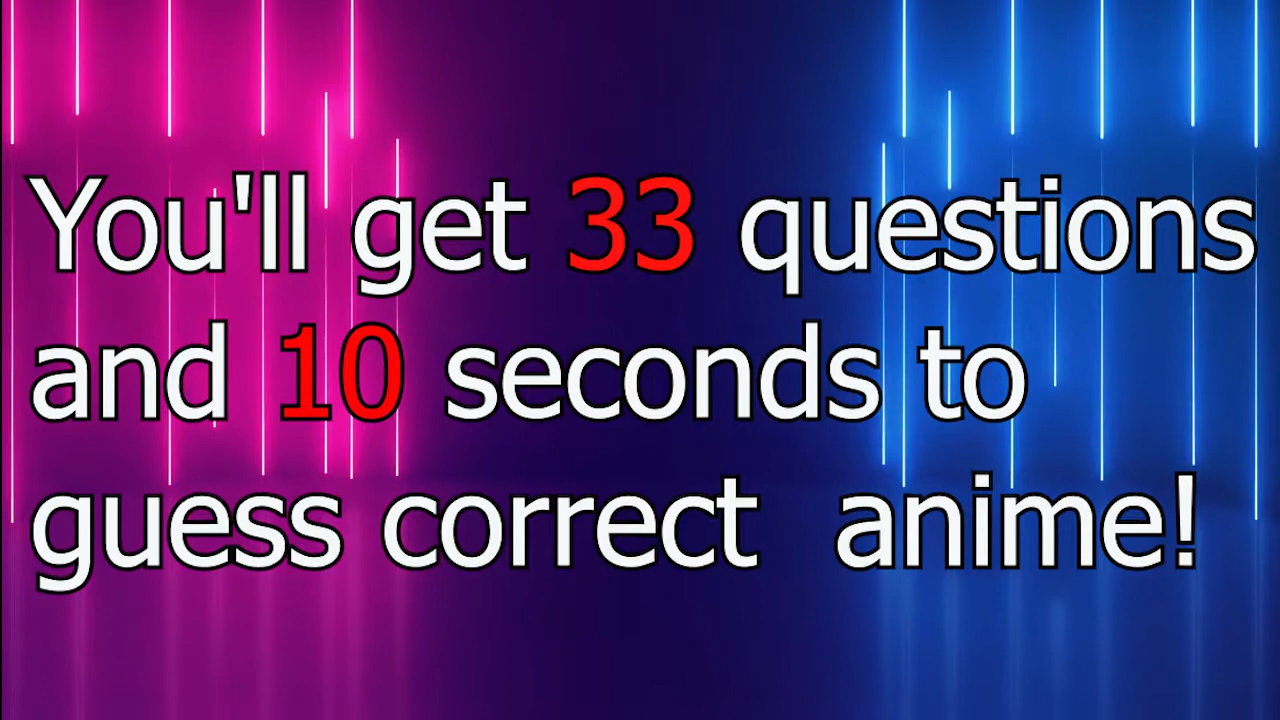 You'll get 33 questions
and 10 seconds to
guess correct  anime!